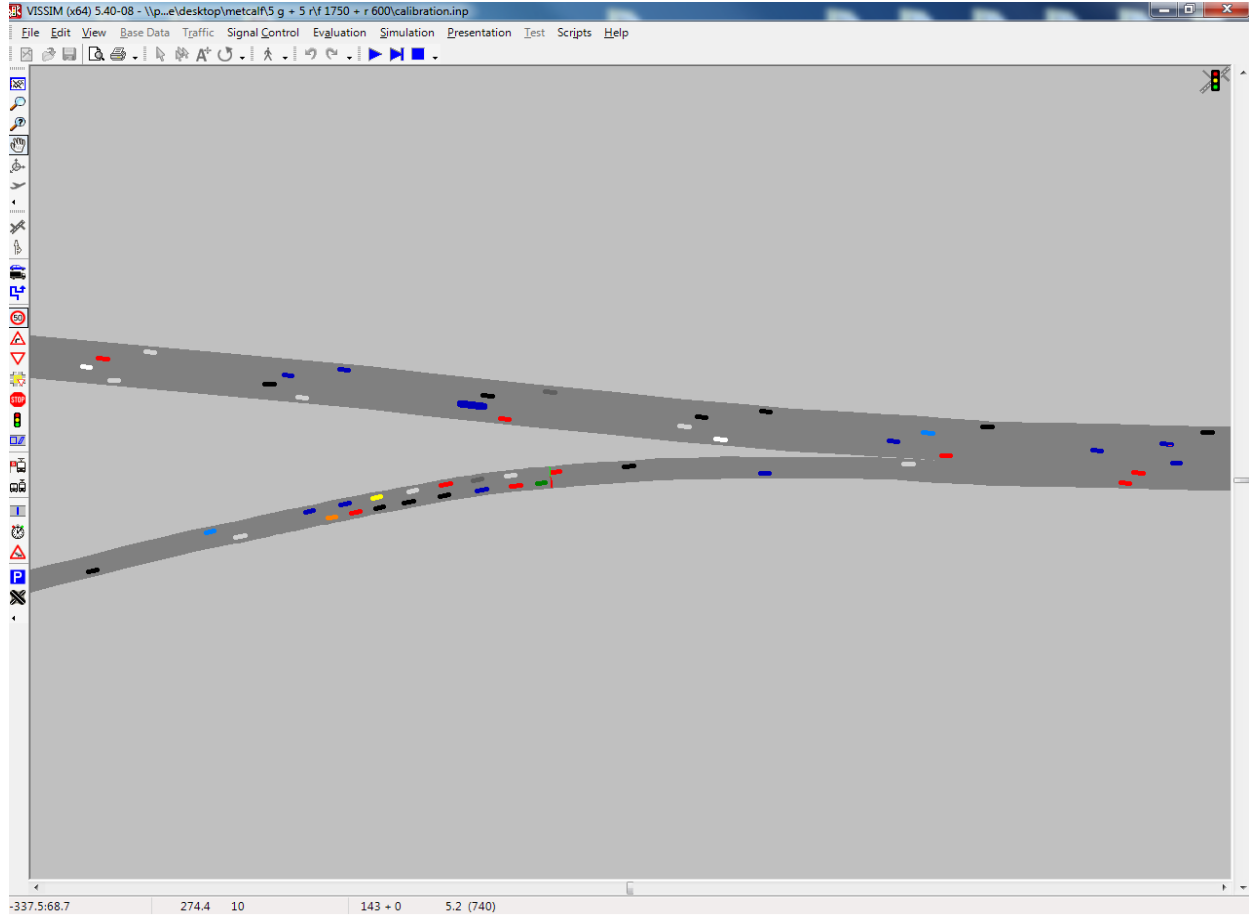 VISSIM (x64) 5.40-08 - \\p...e\desktop\metcalf\5 g + 5 r\f 1750 + r 600\calibration.inp
File Edit View Base Data Traffic Signal Control Evaluation Simulation Presentation Test Scripts Help
50
STOP
P
-337.5:68.7 274.4 10 143 + 0 5.2 (740)